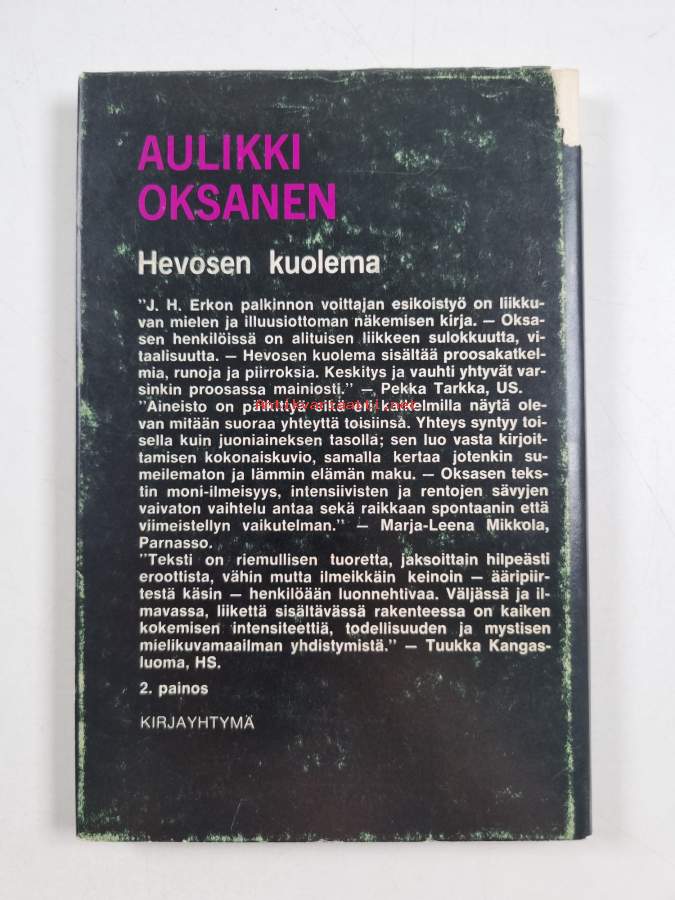 AULIKKI
OKSANEN
Hevosen kuolema
"J. H. Erkon palkinnon voittajan esikoistyö on liikku-
van mielen ja illuusiottoman näkemisen kirja. — Oksa-
sen henkilöissä on alituisen liikkeen sulokkuutta, vi-
taalisuutta. — Hevosen kuolema sisältää proosakatkel-
mia, runoja ja piirroksia. Keskitys ja vauhti yhtyvät var-
sinkin proosassa mainiosti." — Pekka Tarkka, US.
"Aineisto on palottitu eikä eri katkelmilla näytä ole-
van mitään suoraa yhteyttä toisiinsa. Yhteys syntyy toi-
sella kuin juoniaineksen tasolla; sen luo vasta kirjoit-
tamisen kokonaiskuvio, samalla kertaa jotenkin su-
meilematon ja lämmin elämän maku. — Oksasen teks-
tin moni-ilmeisyys, intensiivisten ja rentojen sävyjen
vaivaton vaihtelu antaa sekä raikkaan spontaanin että
viimeistellyn vaikutelman." — Marja-Leena Mikkola,
Parnasso.
"Teksti on riemullisen tuoretta, jaksoittain hilpeästi
eroottista, vähin mutta ilmeikkäin keinoin — ääripiir-
testä käsin — henkilöään luonnehtivaa. Väljässä ja il-
mavassa, liikettä sisältävässä rakenteessa on kaiken
kokemisen intensiteettiä, todellisuuden ja mystisen
mielikuvamaailman yhdistymistä." — Tuukka Kangas-
luoma, HS.
2. painos
KIRJAYHTYMÄ